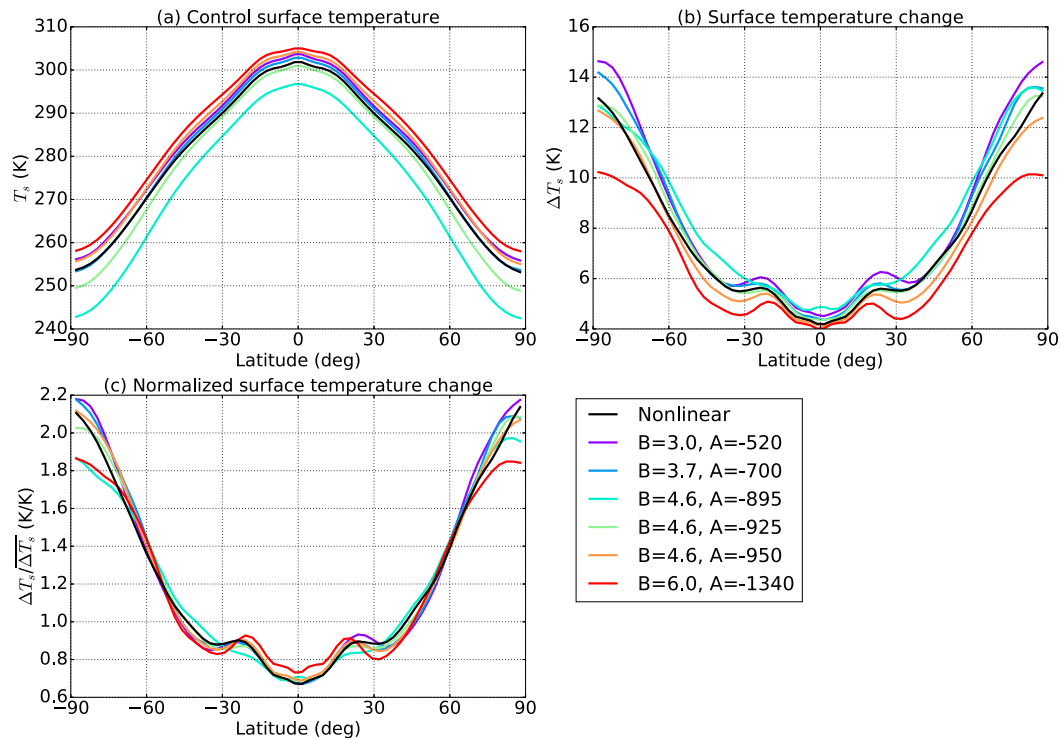 (a) Control surface temperature
310
300
290
280
270
260
250
240
T_s (K)
−90 −60 −30 0 30 60 90
Latitude (deg)
(b) Surface temperature change
16
14
12
10
8
6
4
ΔT_s (K)
−90 −60 −30 0 30 60 90
Latitude (deg)
(c) Normalized surface temperature change
2.2
2.0
1.8
1.6
1.4
1.2
1.0
0.8
0.6
ΔT_s/\overline{ΔT_s} (K/K)
−90 −60 −30 0 30 60 90
Latitude (deg)
Nonlinear
B=3.0, A=-520
B=3.7, A=-700
B=4.6, A=-895
B=4.6, A=-925
B=4.6, A=-950
B=6.0, A=-1340